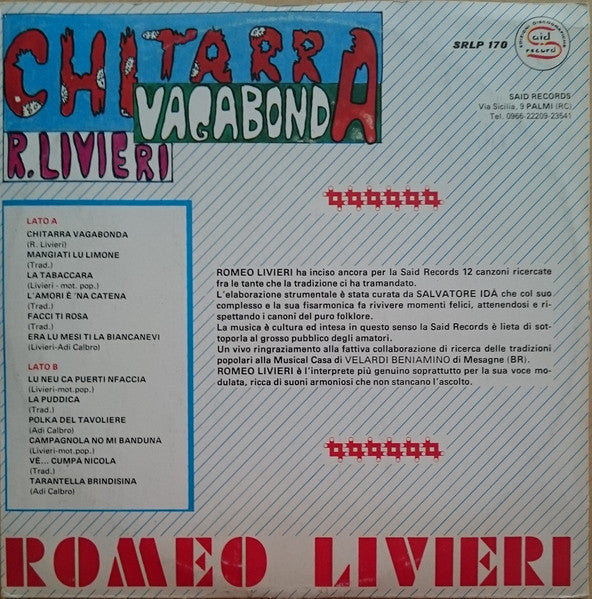 CHITARRA
VAGABONDA
R. LIVIERI
SRLP 170
EDIZIONI DISCOGRAFICHE
Said
record
SAID RECORDS
Via Sicilia, 9 PALMI (RC)
Tel. 0966-22209-23541
LATO A
CHITARRA VAGABONDA
(R. Livieri)
MANGIATI LU LIMONE
(Trad.)
LA TABACCARA
(Livieri - mot. pop.)
L'AMORI È 'NA CATENA
(Trad.)
FACCI TI ROSA
(Trad.)
ERA LU MESI TI LA BIANCANEVI
(Livieri-Adi Calbro)
LATO B
LU NEU CA PUERTI NFACCIA
(Livieri-mot.pop.)
LA PUDDICA
(Trad.)
POLKA DEL TAVOLIERE
(Adi Calbro)
CAMPAGNOLA NO MI BANDUNA
(Livieri-mot. pop.)
VÉ... CUMPÀ NICOLA
(Trad.)
TARANTELLA BRINDISINA
(Adi Calbro)
ROMEO LIVIERI ha inciso ancora per la Said Records 12 canzoni ricercate
fra le tante che la tradizione ci ha tramandato.
L'elaborazione strumentale è stata curata da SALVATORE IDÀ che col suo
complesso e la sua fisarmonica fa rivivere momenti felici, attenendosi e ri-
spettando i canoni del puro folklore.
La musica è cultura ed intesa in questo senso la Said Records è lieta di sot-
toporla al grosso pubblico degli amatori.
Un vivo ringraziamento alla fattiva collaborazione di ricerca delle tradizioni
popolari alla Musical Casa di VELARDI BENIAMINO di Mesagne (BR).
ROMEO LIVIERI è l'interprete più genuino soprattutto per la sua voce mo-
dulata, ricca di suoni armoniosi che non stancano l'ascolto.
ROMEO LIVIERI